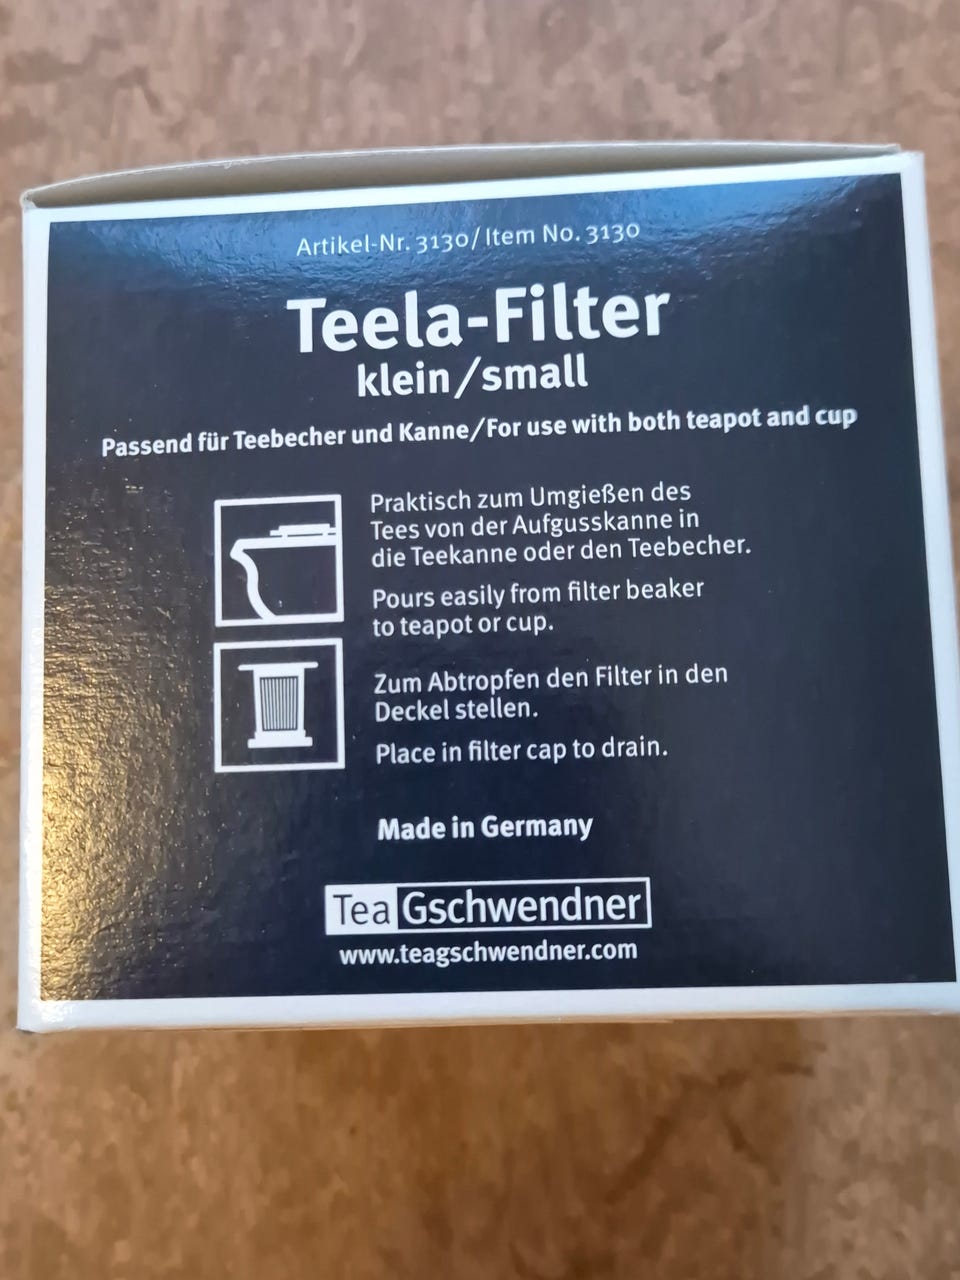 Artikel-Nr. 3130/Item No. 3130
Teela-Filter
klein/small
Passend für Teebecher und Kanne/For use with both teapot and cup
Praktisch zum Umgießen des
Tees von der Aufgusskanne in
die Teekanne oder den Teebecher.
Pours easily from filter beaker
to teapot or cup.
Zum Abtropfen den Filter in den
Deckel stellen.
Place in filter cap to drain.
Made in Germany
Tea Gschwendner
www.teagschwendner.com